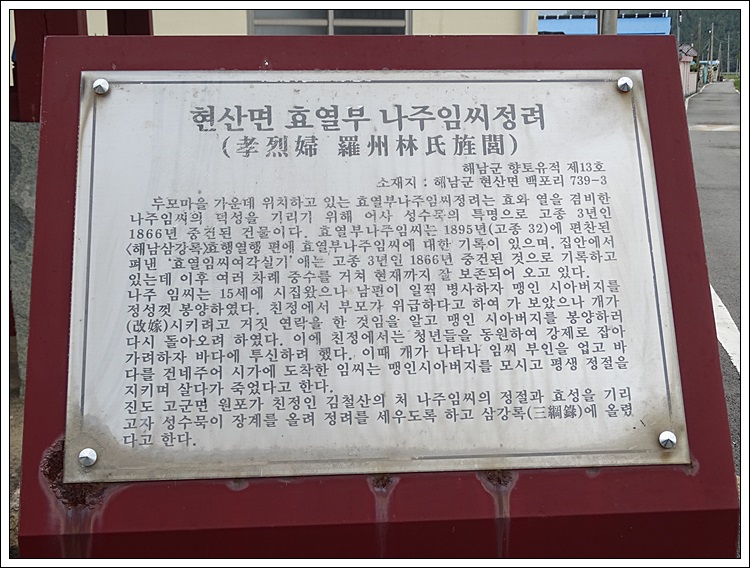 현산면 효열부 나주임씨정려
(孝烈婦 羅州林氏旌閭)
해남군 향토유적 제13호
소재지 : 해남군 현산면 백포리 739-3
두모마을 가운데 위치하고 있는 효열부나주임씨정려는 효와 열을 겸비한
나주임씨의 덕성을 기리기 위해 어사 성수묵의 특명으로 고종 3년인
1866년 중건된 건물이다. 효열부나주임씨는 1895년(고종 32)에 편찬된
<해남삼강록>효행열행 편에 효열부나주임씨에 대한 기록이 있으며, 집안에서
펴낸 '효열임씨여각실기'애는 고종 3년인 1866년 중건된 것으로 기록하고
있는데 이후 여러 차례 중수를 거쳐 현재까지 잘 보존되어 오고 있다.
나주 임씨는 15세에 시집왔으나 남편이 일찍 병사하자 맹인 시아버지를
정성껏 봉양하였다. 친정에서 부모가 위급하다고 하여 가 보았으나 개가
(改嫁)시키려고 거짓 연락을 한 것임을 알고 맹인 시아버지를 봉양하러
다시 돌아오려 하였다. 이에 친정에서는 청년들을 동원하여 강제로 잡아
가려하자 바다에 투신하려 했다. 이때 개가 나타나 임씨 부인을 업고 바
다를 건네주어 시가에 도착한 임씨는 맹인시아버지를 모시고 평생 정절을
지키며 살다가 죽었다고 한다.
진도 고군면 원포가 친정인 김철산의 처 나주임씨의 정절과 효성을 기리
고자 성수묵이 장계를 올려 정려를 세우도록 하고 삼강록(三綱錄)에 올렸
다고 한다.